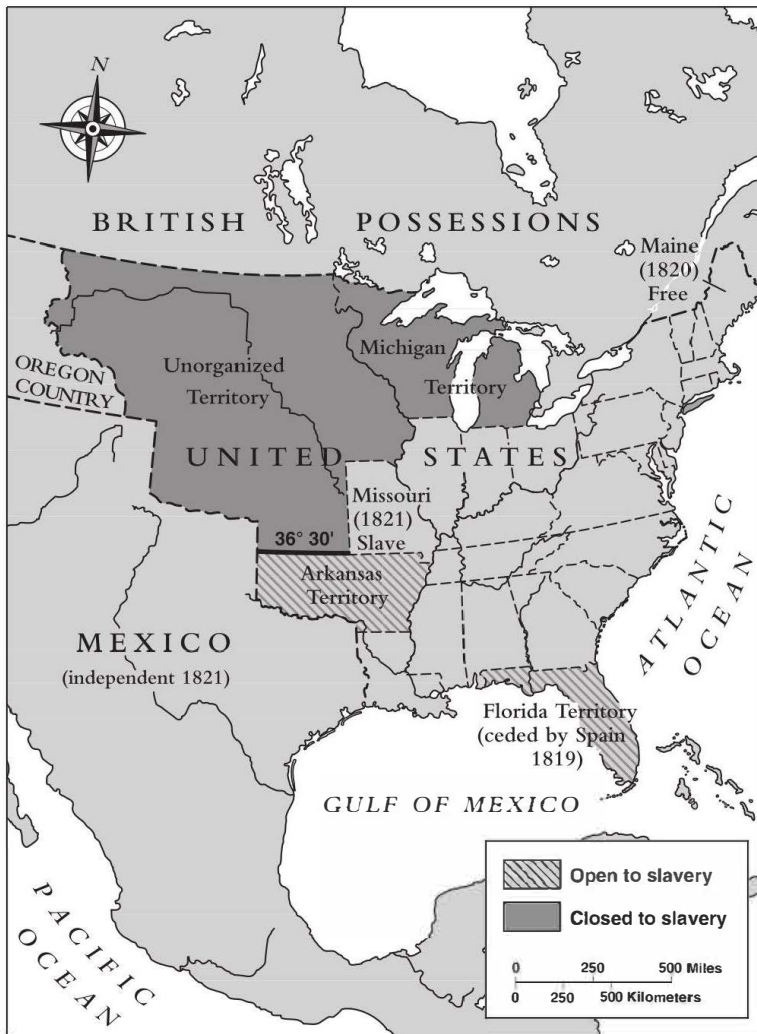 N
BRITISH POSSESSIONS
Maine
(1820)
Free
Michigan
Territory
Unorganized
Territory
OREGON
COUNTRY
UNITED STATES
Missouri
(1821)
Slave
36° 30'
Arkansas
Territory
ATLANTIC
OCEAN
MEXICO
(independent 1821)
Florida Territory
(ceded by Spain
1819)
GULF OF MEXICO
PACIFIC
OCEAN
Open to slavery
Closed to slavery
0 250 500 Miles
0 250 500 Kilometers